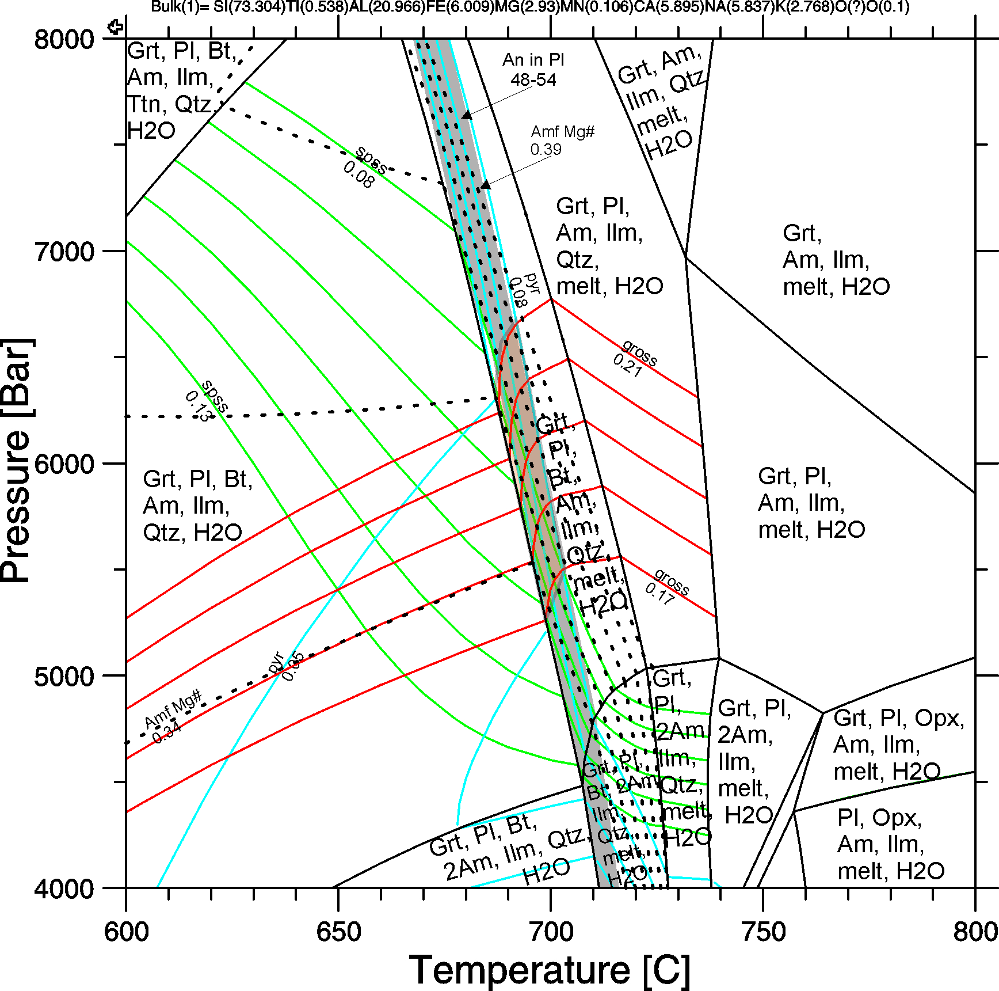 Bulk(1)= SI(73.304)TI(0.538)AL(20.966)FE(6.009)MG(2.93)MN(0.106)CA(5.895)NA(5.837)K(2.768)O(?)O(0.1)
8000
7000
6000
5000
4000
Pressure [Bar]
600
650
700
750
800
Temperature [C]
Grt, Pl, Bt,
Am, Ilm,
Ttn, Qtz,
H2O
An in Pl
48-54
Amf Mg#
0.39
Grt, Am,
Ilm, Qtz
melt,
H2O
spss
0.08
Grt, Pl,
Am, Ilm,
Qtz,
melt, H2O
Grt,
Am, Ilm,
melt, H2O
pyr
0.08
gross
0.21
spss
0.13
Grt,
Pl,
Bt,
Am,
Ilm,
Qtz,
melt,
H2O
Grt, Pl, Bt,
Am, Ilm,
Qtz, H2O
Grt, Pl,
Am, Ilm,
melt, H2O
gross
0.17
pyr
Amf Mg#
0.34
Grt,
Pl,
2Am,
Ilm,
Qtz,
melt,
H2O
Grt, Pl,
2Am,
Ilm,
melt,
H2O
Grt, Pl, Opx,
Am, Ilm,
melt, H2O
Grt, Pl,
Bt, 2Am,
Ilm,
Qtz,
melt,
H2O
Grt, Pl, Bt,
2Am, Ilm, Qtz,
H2O
Pl, Opx,
Am, Ilm,
melt, H2O